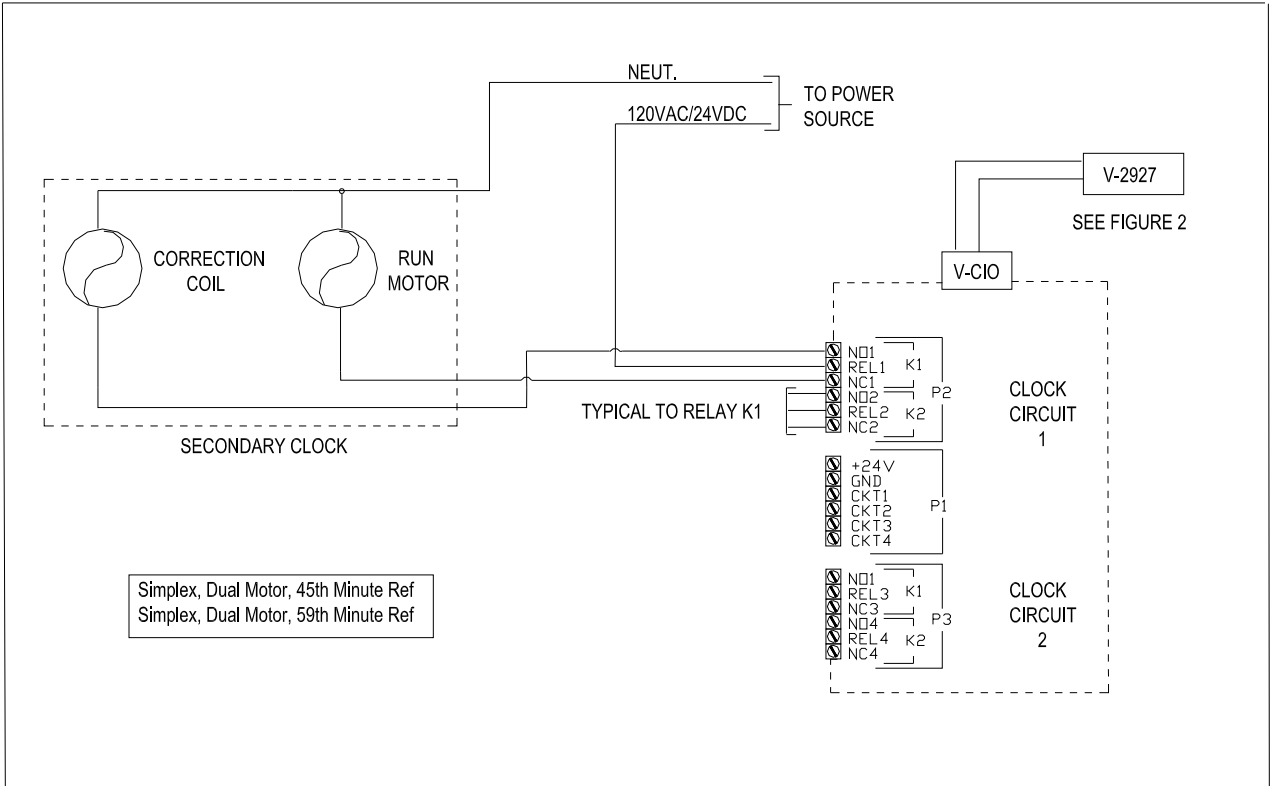 NEUT.
120VAC/24VDC
TO POWER
SOURCE
V-2927
SEE FIGURE 2
V-CIO
CORRECTION
COIL
RUN
MOTOR
SECONDARY CLOCK
TYPICAL TO RELAY K1
NO1
REL1
NC1
NO2
REL2
NC2
K1
K2
P2
CLOCK
CIRCUIT
1
+24V
GND
CKT1
CKT2
CKT3
CKT4
P1
NO1
REL3
NC3
NO4
REL4
NC4
K1
K2
P3
CLOCK
CIRCUIT
2
Simplex, Dual Motor, 45th Minute Ref
Simplex, Dual Motor, 59th Minute Ref